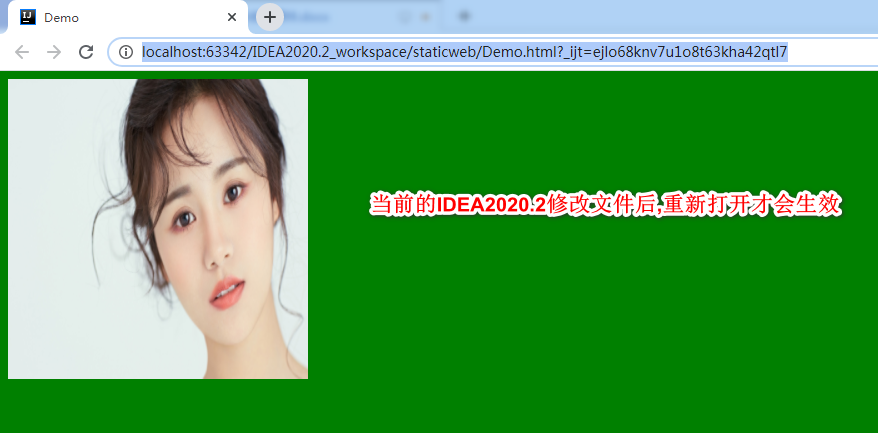 Demo
localhost:63342/IDEA2020.2_workspace/staticweb/Demo.html?_ijt=ejlo68knv7u1o8t63kha42qtl7
当前的IDEA2020.2修改文件后,重新打开才会生效